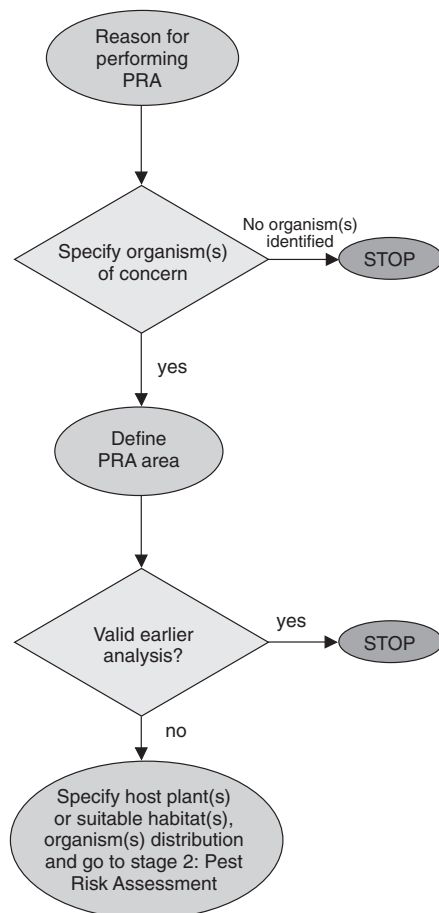 Reason for
performing
PRA
No organism(s)
identified
Specify organism(s)
of concern
STOP
yes
Define
PRA area
Valid earlier
analysis?
yes
STOP
no
Specify host plant(s)
or suitable habitat(s),
organism(s) distribution
and go to stage 2: Pest
Risk Assessment